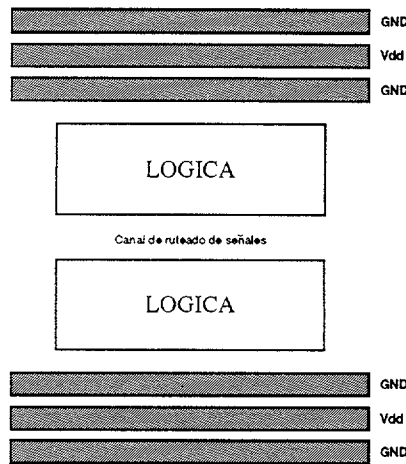 GND
Vdd
GND
LOGICA
Canal de ruteado de señales
LOGICA
GND
Vdd
GND